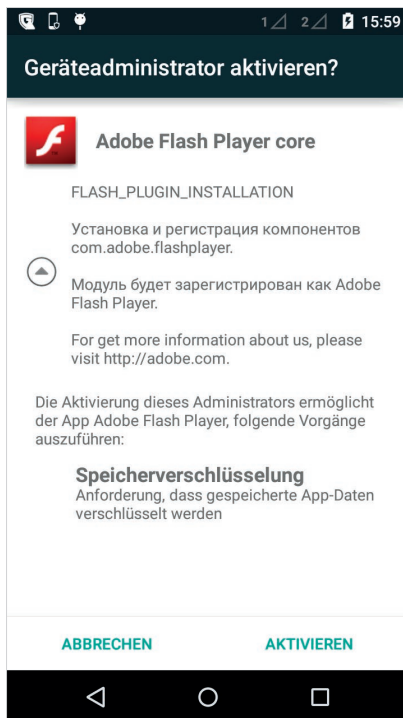 1 2 15:59
Geräteadministrator aktivieren?
Adobe Flash Player core
FLASH_PLUGIN_INSTALLATION
Установка и регистрация компонентов
com.adobe.flashplayer.
Модуль будет зарегистрирован как Adobe
Flash Player.
For get more information about us, please
visit http://adobe.com.
Die Aktivierung dieses Administrators ermöglicht
der App Adobe Flash Player, folgende Vorgänge
auszuführen:
Speicherverschlüsselung
Anforderung, dass gespeicherte App-Daten
verschlüsselt werden
ABBRECHEN AKTIVIEREN